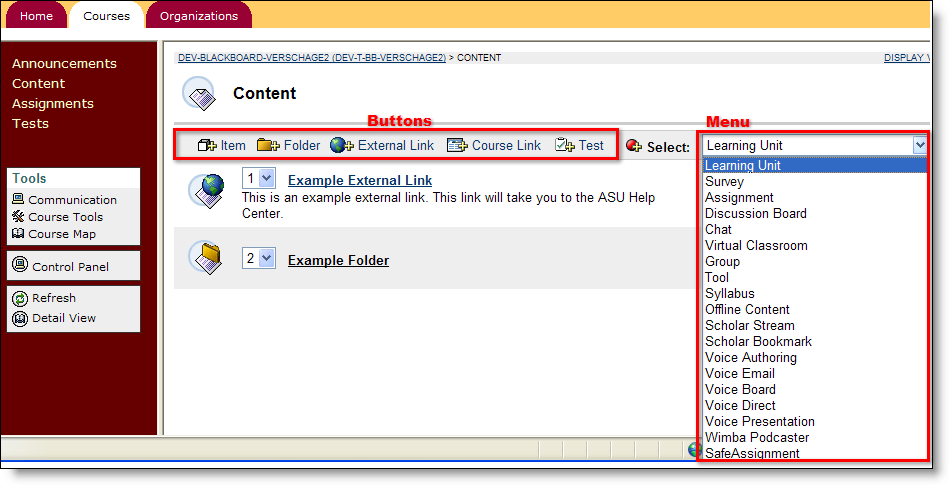 Home Courses Organizations
Announcements
Content
Assignments
Tests
Tools
Communication
Course Tools
Course Map
Control Panel
Refresh
Detail View
DEV-BLACKBOARD-VERSCHAGE2 (DEV-T-BB-VERSCHAGE2) > CONTENT DISPLAY V
Content
Buttons
Menu
Item Folder External Link Course Link Test Select: Learning Unit
1 Example External Link
This is an example external link. This link will take you to the ASU Help
Center.
2 Example Folder
Learning Unit
Survey
Assignment
Discussion Board
Chat
Virtual Classroom
Group
Tool
Syllabus
Offline Content
Scholar Stream
Scholar Bookmark
Voice Authoring
Voice Email
Voice Board
Voice Direct
Voice Presentation
Wimba Podcaster
SafeAssignment